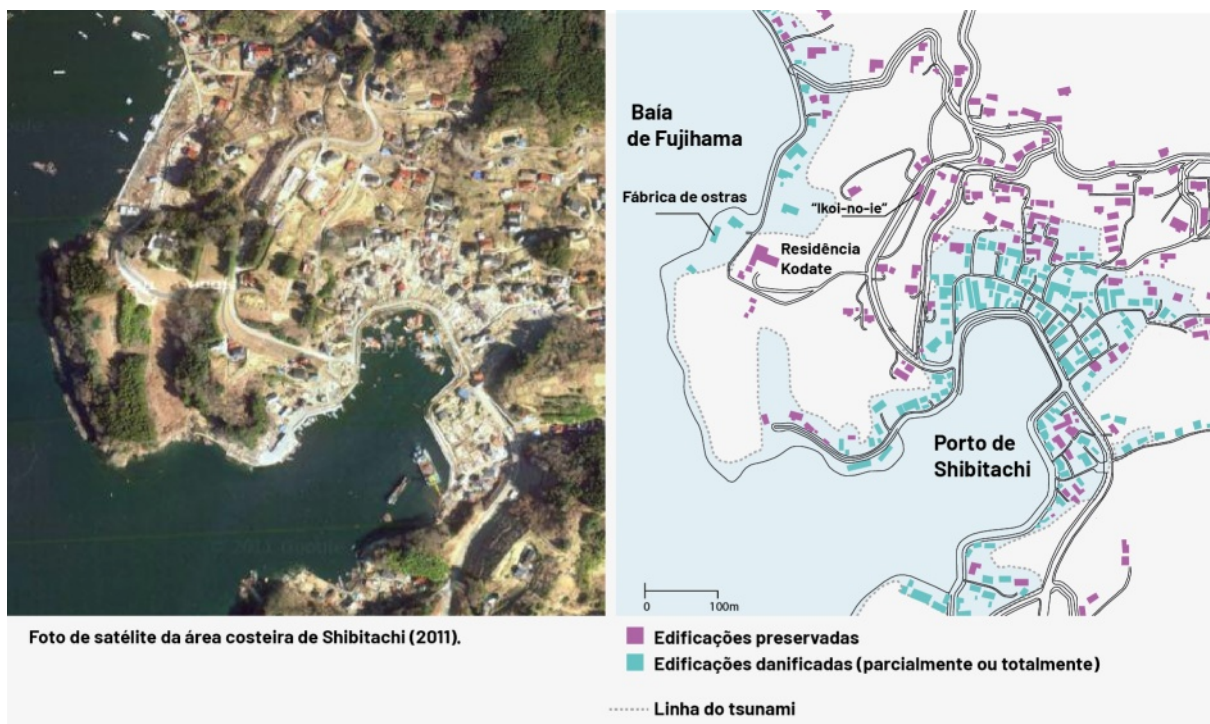 Baía
de Fujihama
Fábrica de ostras
"Ikoi-no-ie"
Residência
Kodate
Porto de
Shibitachi
0 100m
Foto de satélite da área costeira de Shibitachi (2011).
Edificações preservadas
Edificações danificadas (parcialmente ou totalmente)
Linha do tsunami